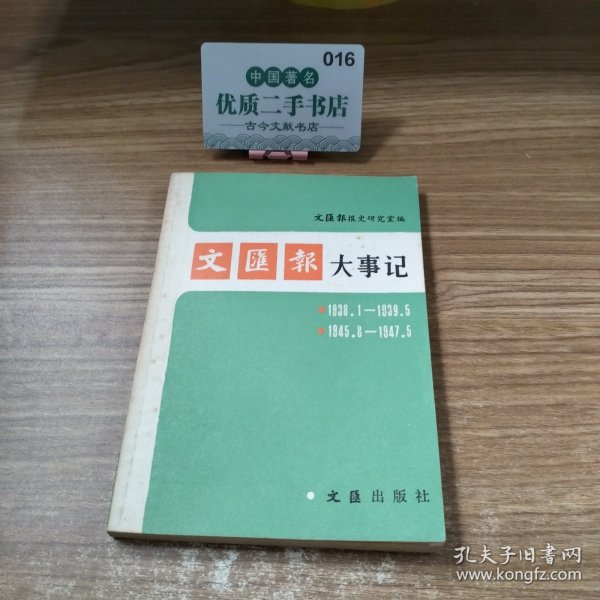 016
中国著名
优质二手书店
古今文献书店
文匯報报史研究室编
文匯報大事记
1938.1—1939.5
1945.8—1947.5
文匯出版社
孔夫子旧书网
www.kongfz.com